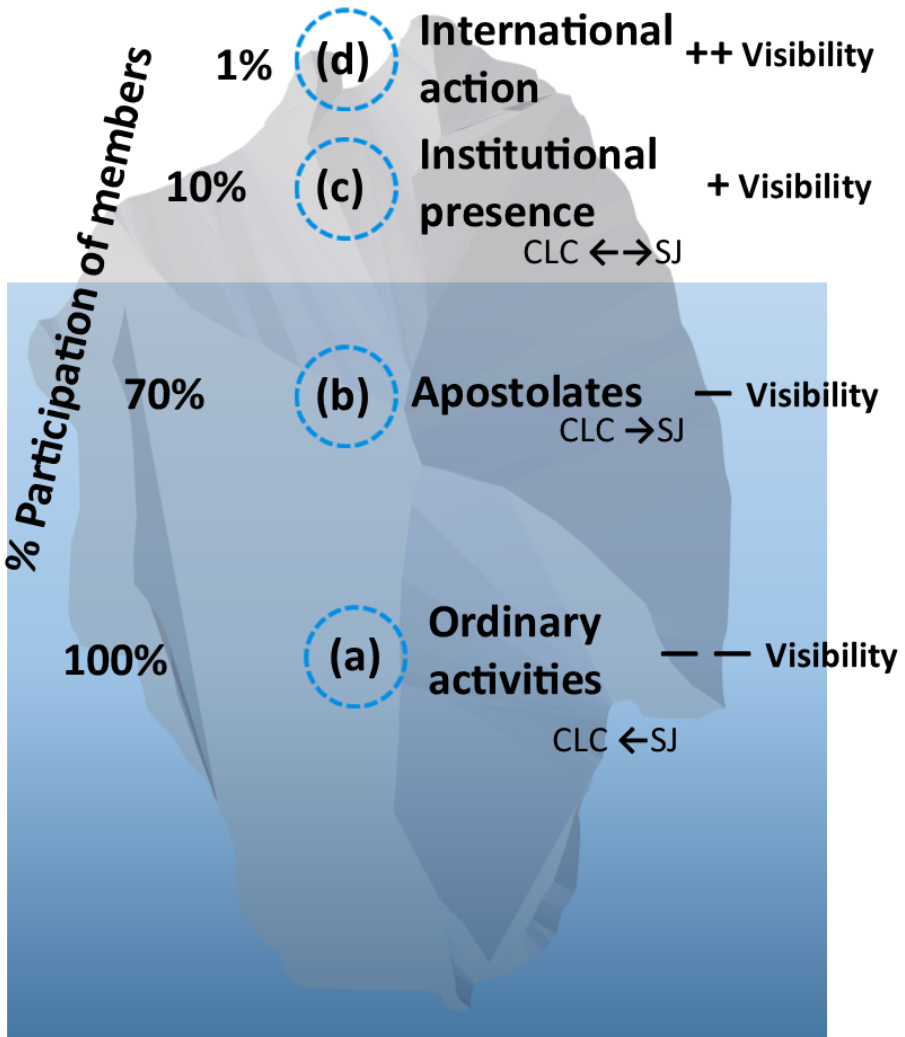 % Participation of members
1% (d) International ++ Visibility
action
10% (c) Institutional + Visibility
presence
CLC ←→SJ
70% (b) Apostolates — Visibility
CLC →SJ
100% (a) Ordinary — — Visibility
activities
CLC ←SJ